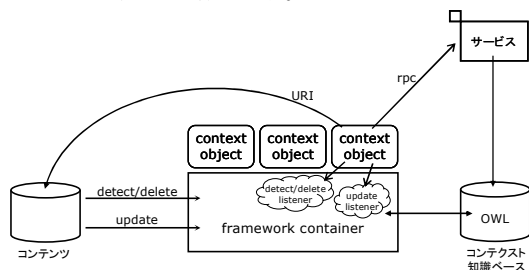 サービス
rpc
URI
context
object
context
object
context
object
detect/delete
listener
update
listener
detect/delete
update
framework container
OWL
コンテンツ
コンテクスト
知識ベース